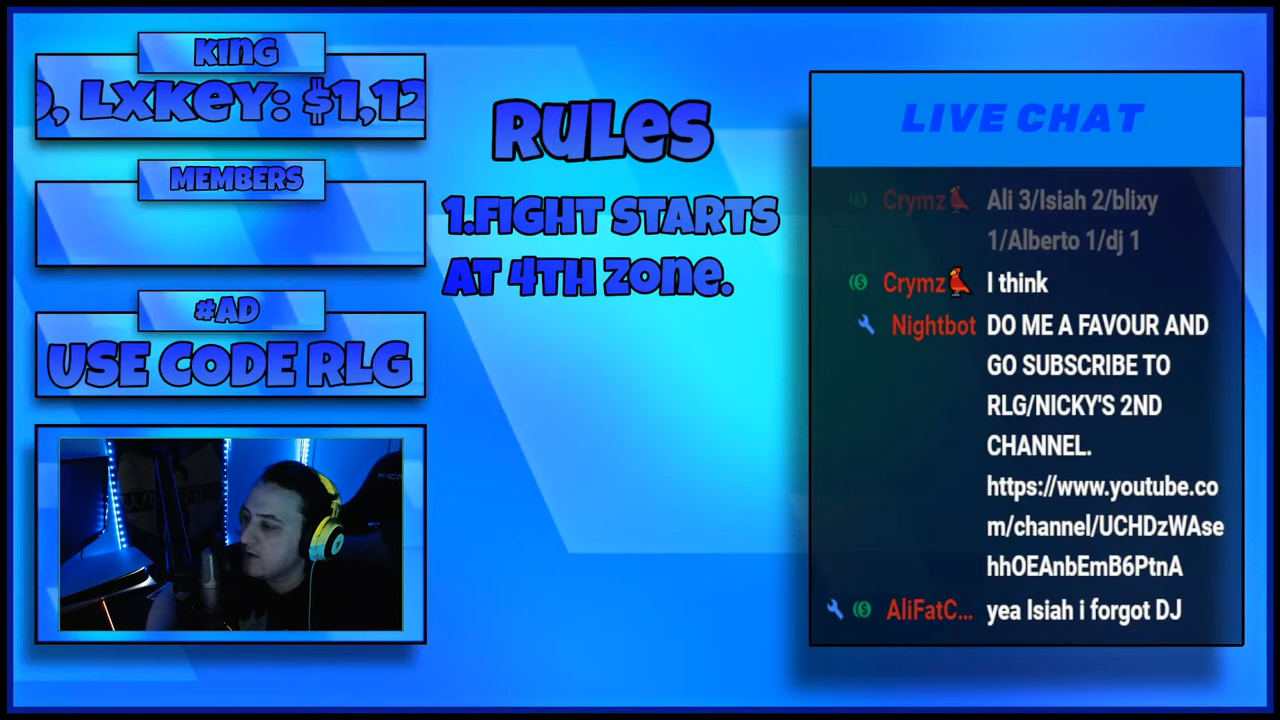 King
, LxKey: $1,12
MEMBERS
#AD
USE CODE RLG
RULes
1.FIGHT STARTS
AT 4TH ZONe.
LIVE CHAT
Crymz Ali 3/Isiah 2/blixy
1/Alberto 1/dj 1
Crymz I think
Nightbot DO ME A FAVOUR AND
GO SUBSCRIBE TO
RLG/NICKY'S 2ND
CHANNEL.
https://www.youtube.co
m/channel/UCHDzWAse
hhOEAnbEmB6PtnA
AliFatC... yea Isiah i forgot DJ